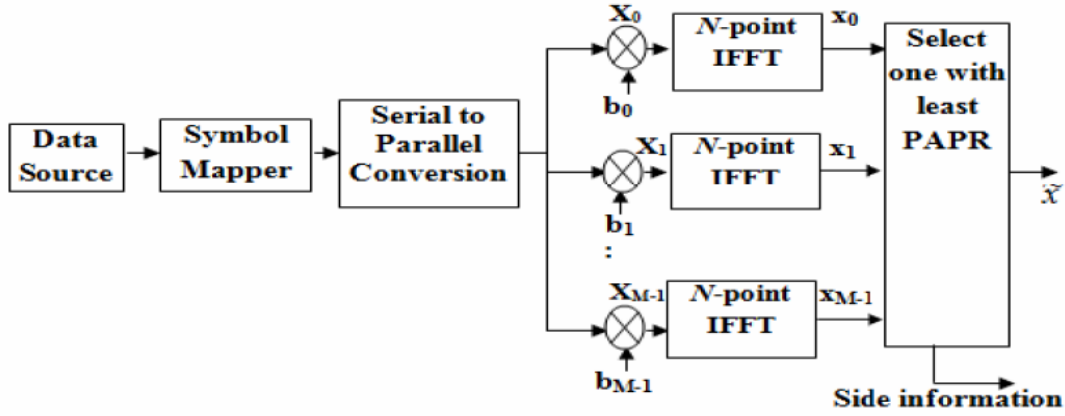 Data
Source
Symbol
Mapper
Serial to
Parallel
Conversion
X0
b0
N-point
IFFT
x0
X1
b1
N-point
IFFT
x1
:
XM-1
bM-1
N-point
IFFT
xM-1
Select
one with
least
PAPR
x̃
Side information